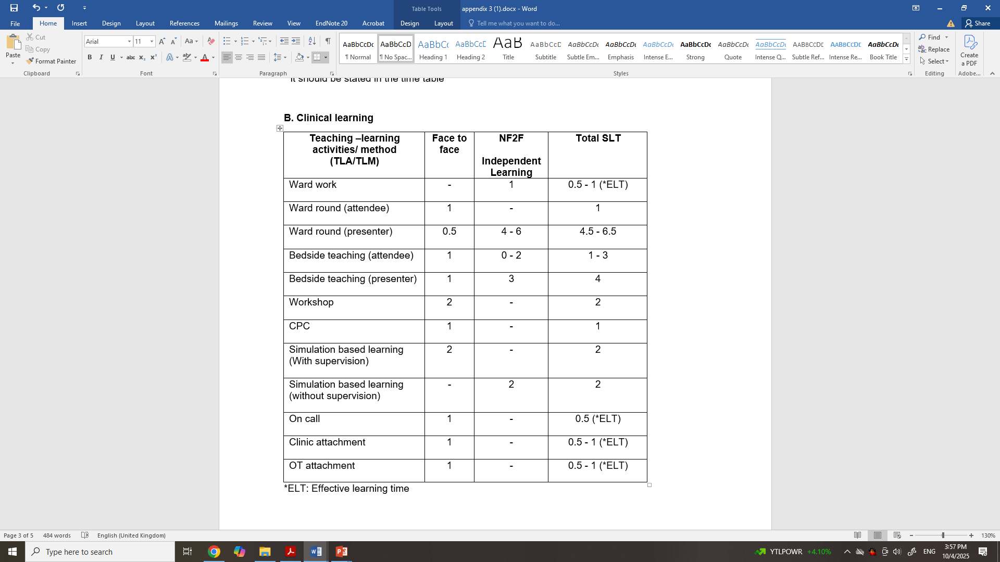 Table Tools
appendix 3 (1).docx - Word
File Home Insert Design Layout References Mailings Review View EndNote 20 Acrobat Design Layout Tell me what you want to do... Share
Paste
Cut
Copy
Format Painter
Clipboard
Arial 11
Font
Paragraph
AaBbCcDc AaBbCcD AaBbCc AaBbCcD AaB AaBbCcD AaBbCcDc AaBbCcDc AaBbCcDc AaBbCcDc AaBbCcDc AaBbCcDc AaBbCcDc AaBbCcDc AaBbCcDc
¶ Normal ¶ No Spac... Heading 1 Heading 2 Title Subtitle Subtle Em... Emphasis Intense E... Strong Quote Intense Q... Subtle Ref... Intense Re... Book Title
Styles
Find
Replace
Select
Editing
Create
a PDF
Adobe...
it should be stated in the time table
B. Clinical learning
Teaching –learning activities/ method (TLA/TLM) Face to face NF2F Independent Learning Total SLT
Ward work - 1 0.5 - 1 (*ELT)
Ward round (attendee) 1 - 1
Ward round (presenter) 0.5 4 - 6 4.5 - 6.5
Bedside teaching (attendee) 1 0 - 2 1 - 3
Bedside teaching (presenter) 1 3 4
Workshop 2 - 2
CPC 1 - 1
Simulation based learning (With supervision) 2 - 2
Simulation based learning (without supervision) - 2 2
On call 1 - 0.5 (*ELT)
Clinic attachment 1 - 0.5 - 1 (*ELT)
OT attachment 1 - 0.5 - 1 (*ELT)
*ELT: Effective learning time
Page 3 of 5 484 words English (United Kingdom) 130%
Type here to search
YTLPOWR +4.10%
ENG
3:57 PM
10/4/2025